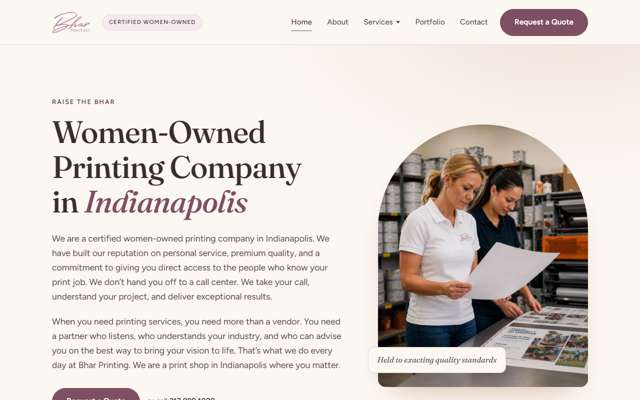 Bhar
CERTIFIED WOMEN-OWNED
Home
About
Services
Portfolio
Contact
Request a Quote
RAISE THE BHAR
Women-Owned
Printing Company
in Indianapolis
We are a certified women-owned printing company in Indianapolis. We
have built our reputation on personal service, premium quality, and a
commitment to giving you direct access to the people who know your
print job. We don't hand you off to a call center. We take your call,
understand your project, and deliver exceptional results.
When you need printing services, you need more than a vendor. You need
a partner who listens, who understands your industry, and who can advise
you on the best way to bring your vision to life. That's what we do every
day at Bhar Printing. We are a print shop in Indianapolis where you matter.
Held to exacting quality standards